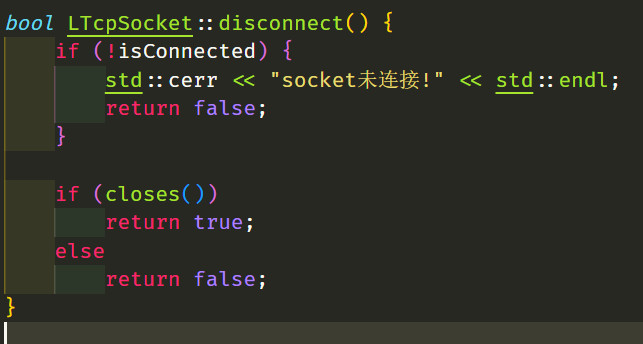 bool LTcpSocket::disconnect() {
    if (!isConnected) {
        std::cerr << "socket未连接!" << std::endl;
        return false;
    }

    if (closes())
        return true;
    else
        return false;
}